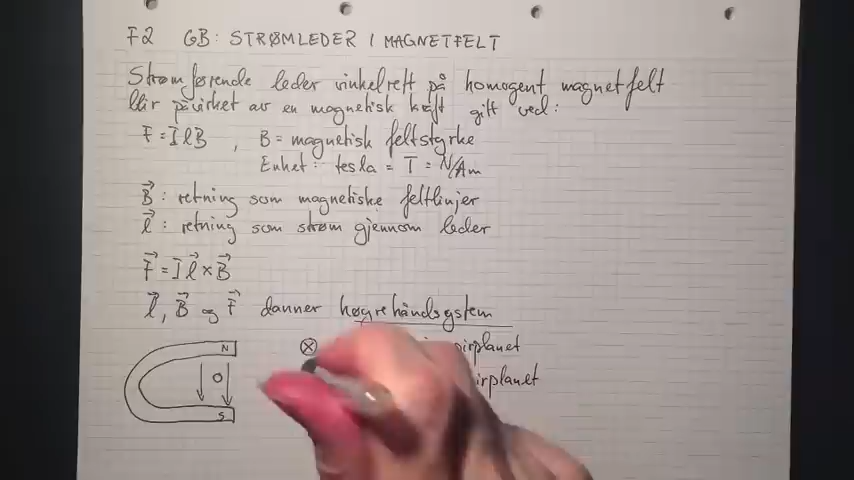 F2 6B: STRØMLEDER I MAGNETFELT
Strømførende leder vinkelrett på homogent magnetfelt
blir påvirket av en magnetisk kraft gitt ved:
F = IlB , B = magnetisk feltstyrke
Enhet: tesla = T = N/Am
B⃗ : retning som magnetiske feltlinjer
l⃗ : retning som strøm gjennom leder
F⃗ = I l⃗ × B⃗
l⃗, B⃗ og F⃗ danner høyrehåndsystem
N
S